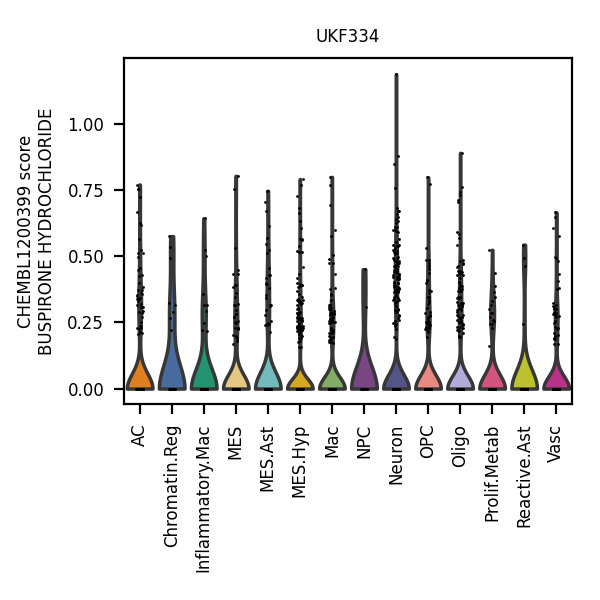 UKF334
CHEMBL1200399 score
BUSPIRONE HYDROCHLORIDE
1.00
0.75
0.50
0.25
0.00
AC
Chromatin.Reg
Inflammatory.Mac
MES
MES.Ast
MES.Hyp
Mac
NPC
Neuron
OPC
Oligo
Prolif.Metab
Reactive.Ast
Vasc